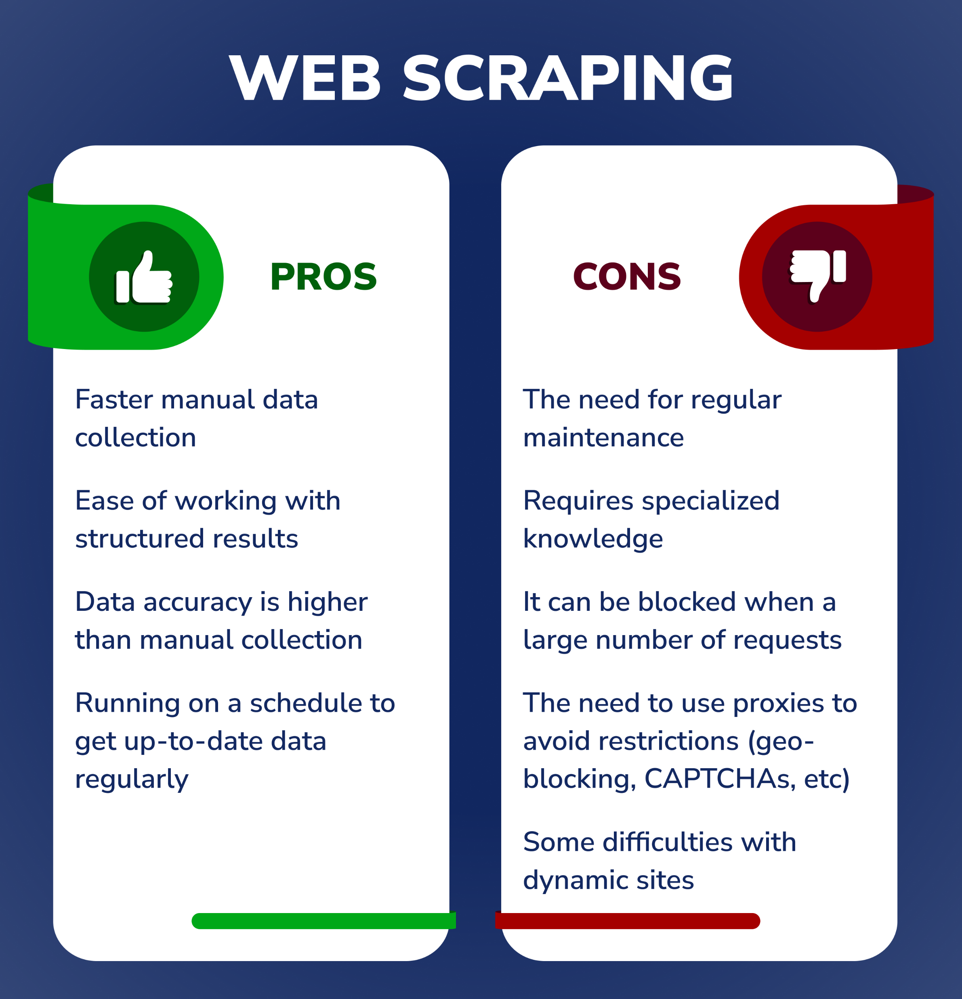 WEB SCRAPING
PROS
Faster manual data
collection
Ease of working with
structured results
Data accuracy is higher
than manual collection
Running on a schedule to
get up-to-date data
regularly
CONS
The need for regular
maintenance
Requires specialized
knowledge
It can be blocked when a
large number of requests
The need to use proxies to
avoid restrictions (geo-
blocking, CAPTCHAs, etc)
Some difficulties with
dynamic sites